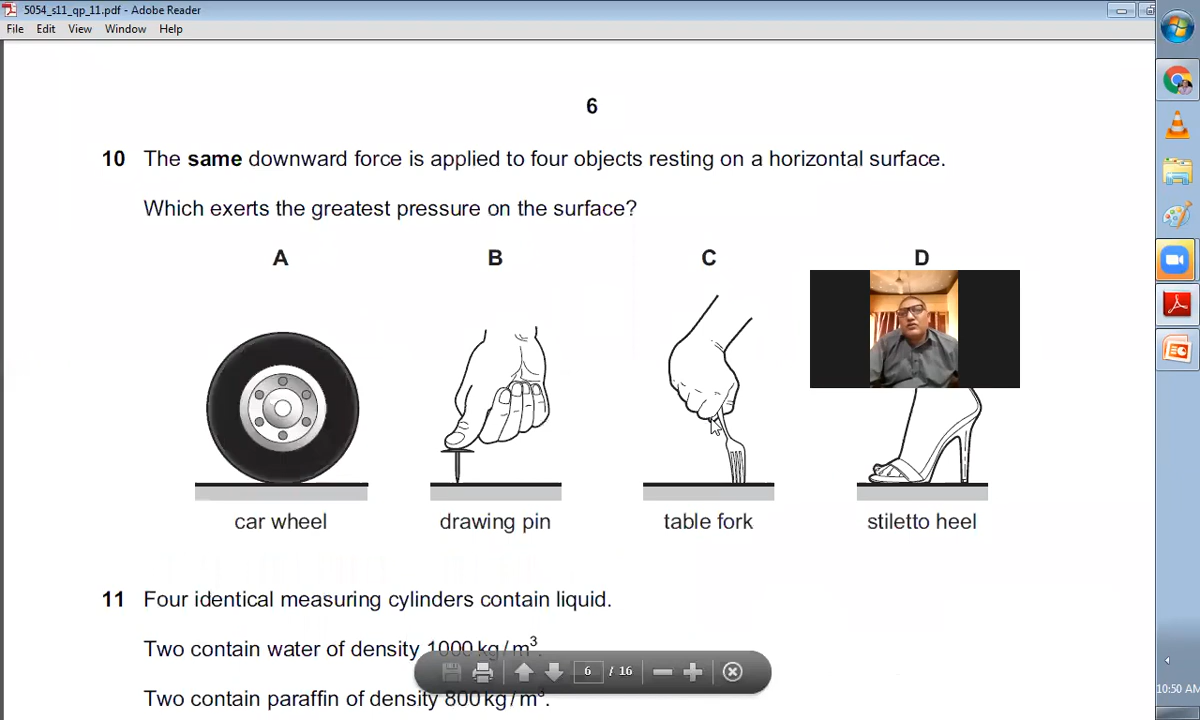 5054_s11_qp_11.pdf - Adobe Reader
File Edit View Window Help
6
10 The same downward force is applied to four objects resting on a horizontal surface.
Which exerts the greatest pressure on the surface?
A B C D
car wheel drawing pin table fork stiletto heel
11 Four identical measuring cylinders contain liquid.
Two contain water of density 1000 kg / m³.
6 / 16
Two contain paraffin of density 800 kg / m³.
10:50 AM